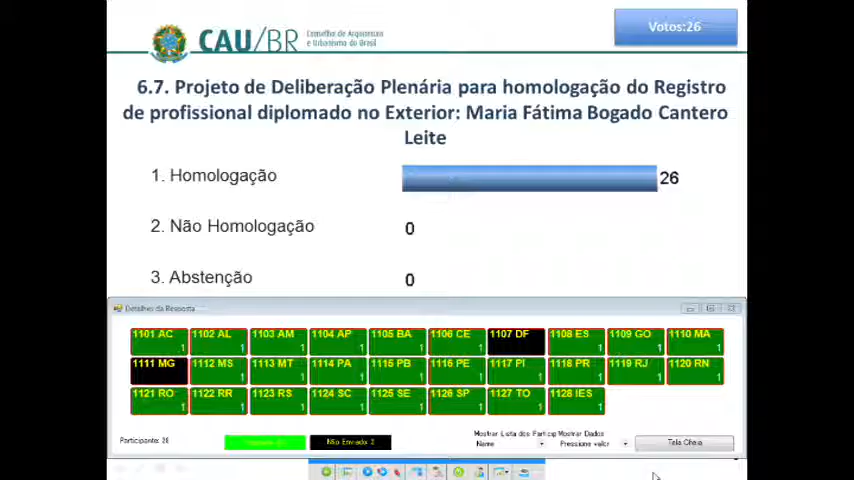 CAU/BR Conselho de Arquitetura
e Urbanismo do Brasil
Votos:26
6.7. Projeto de Deliberação Plenária para homologação do Registro
de profissional diplomado no Exterior: Maria Fátima Bogado Cantero
Leite
1. Homologação 26
2. Não Homologação 0
3. Abstenção 0
Detalhes da Resposta
1101 AC 1102 AL 1103 AM 1104 AP 1105 BA 1106 CE 1107 DF 1108 ES 1109 GO 1110 MA
1 1 1 1 1 1 1 1 1
1111 MG 1112 MS 1113 MT 1114 PA 1115 PB 1116 PE 1117 PI 1118 PR 1119 RJ 1120 RN
1 1 1 1 1 1 1 1 1
1121 RO 1122 RR 1123 RS 1124 SC 1125 SE 1126 SP 1127 TO 1128 IES
1 1 1 1 1 1 1 1
Participante: 28
Não Enviado 2
Mostrar Lista dos Particip Mostrar Dados
Name Pressione valor
Tela Cheia